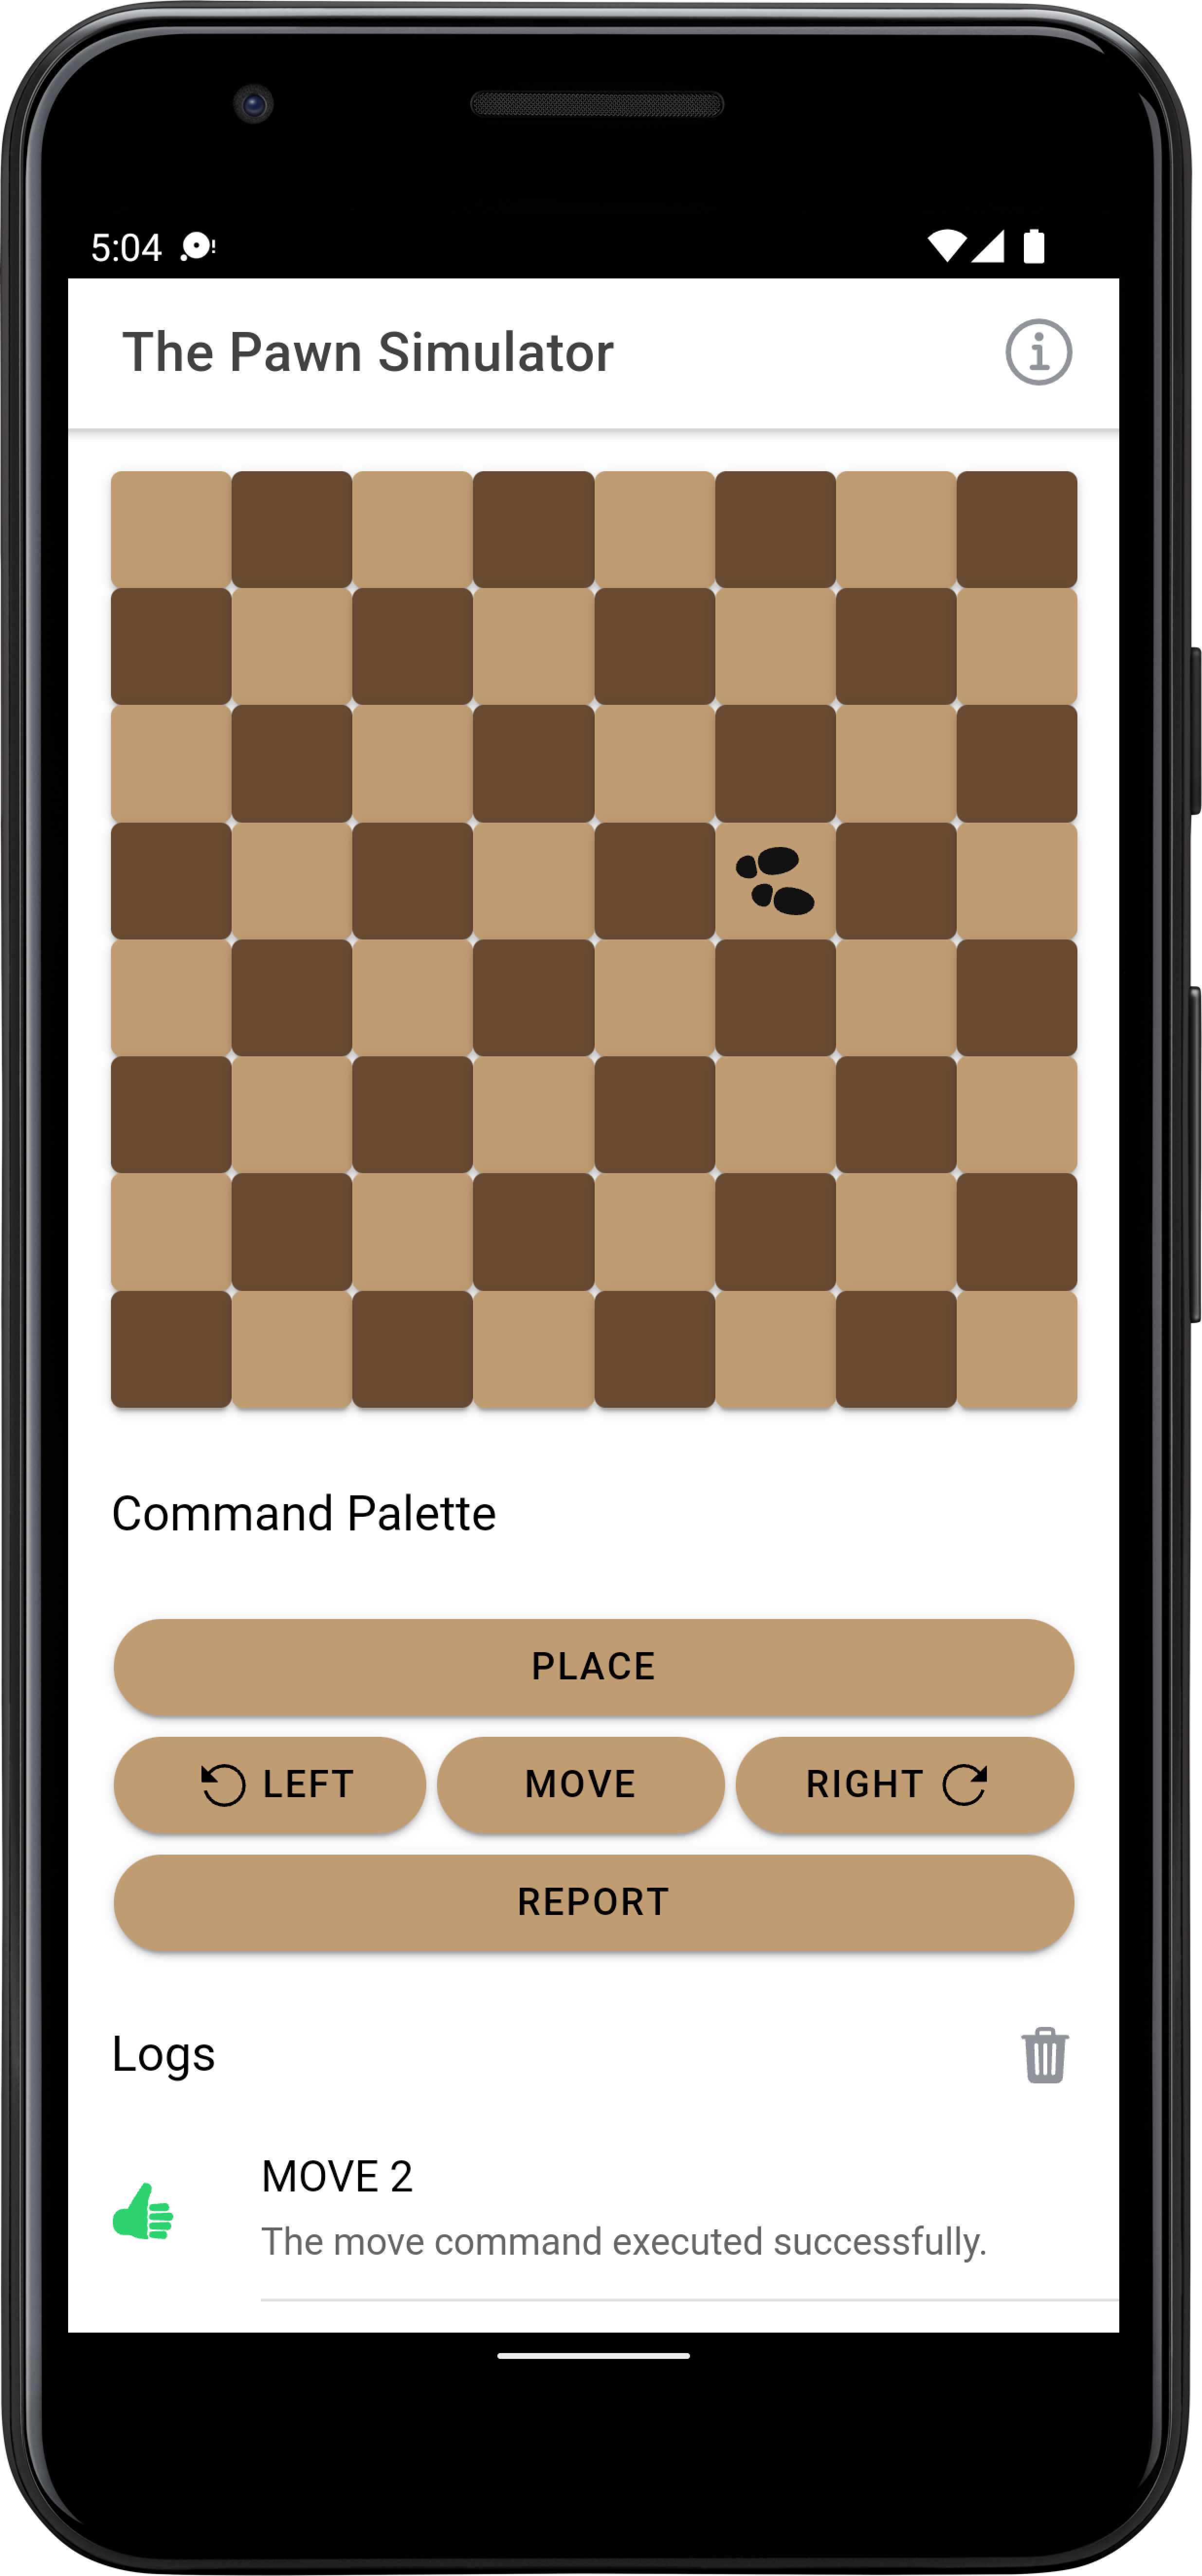 5:04
The Pawn Simulator
Command Palette
PLACE
LEFT MOVE RIGHT
REPORT
Logs
MOVE 2
The move command executed successfully.